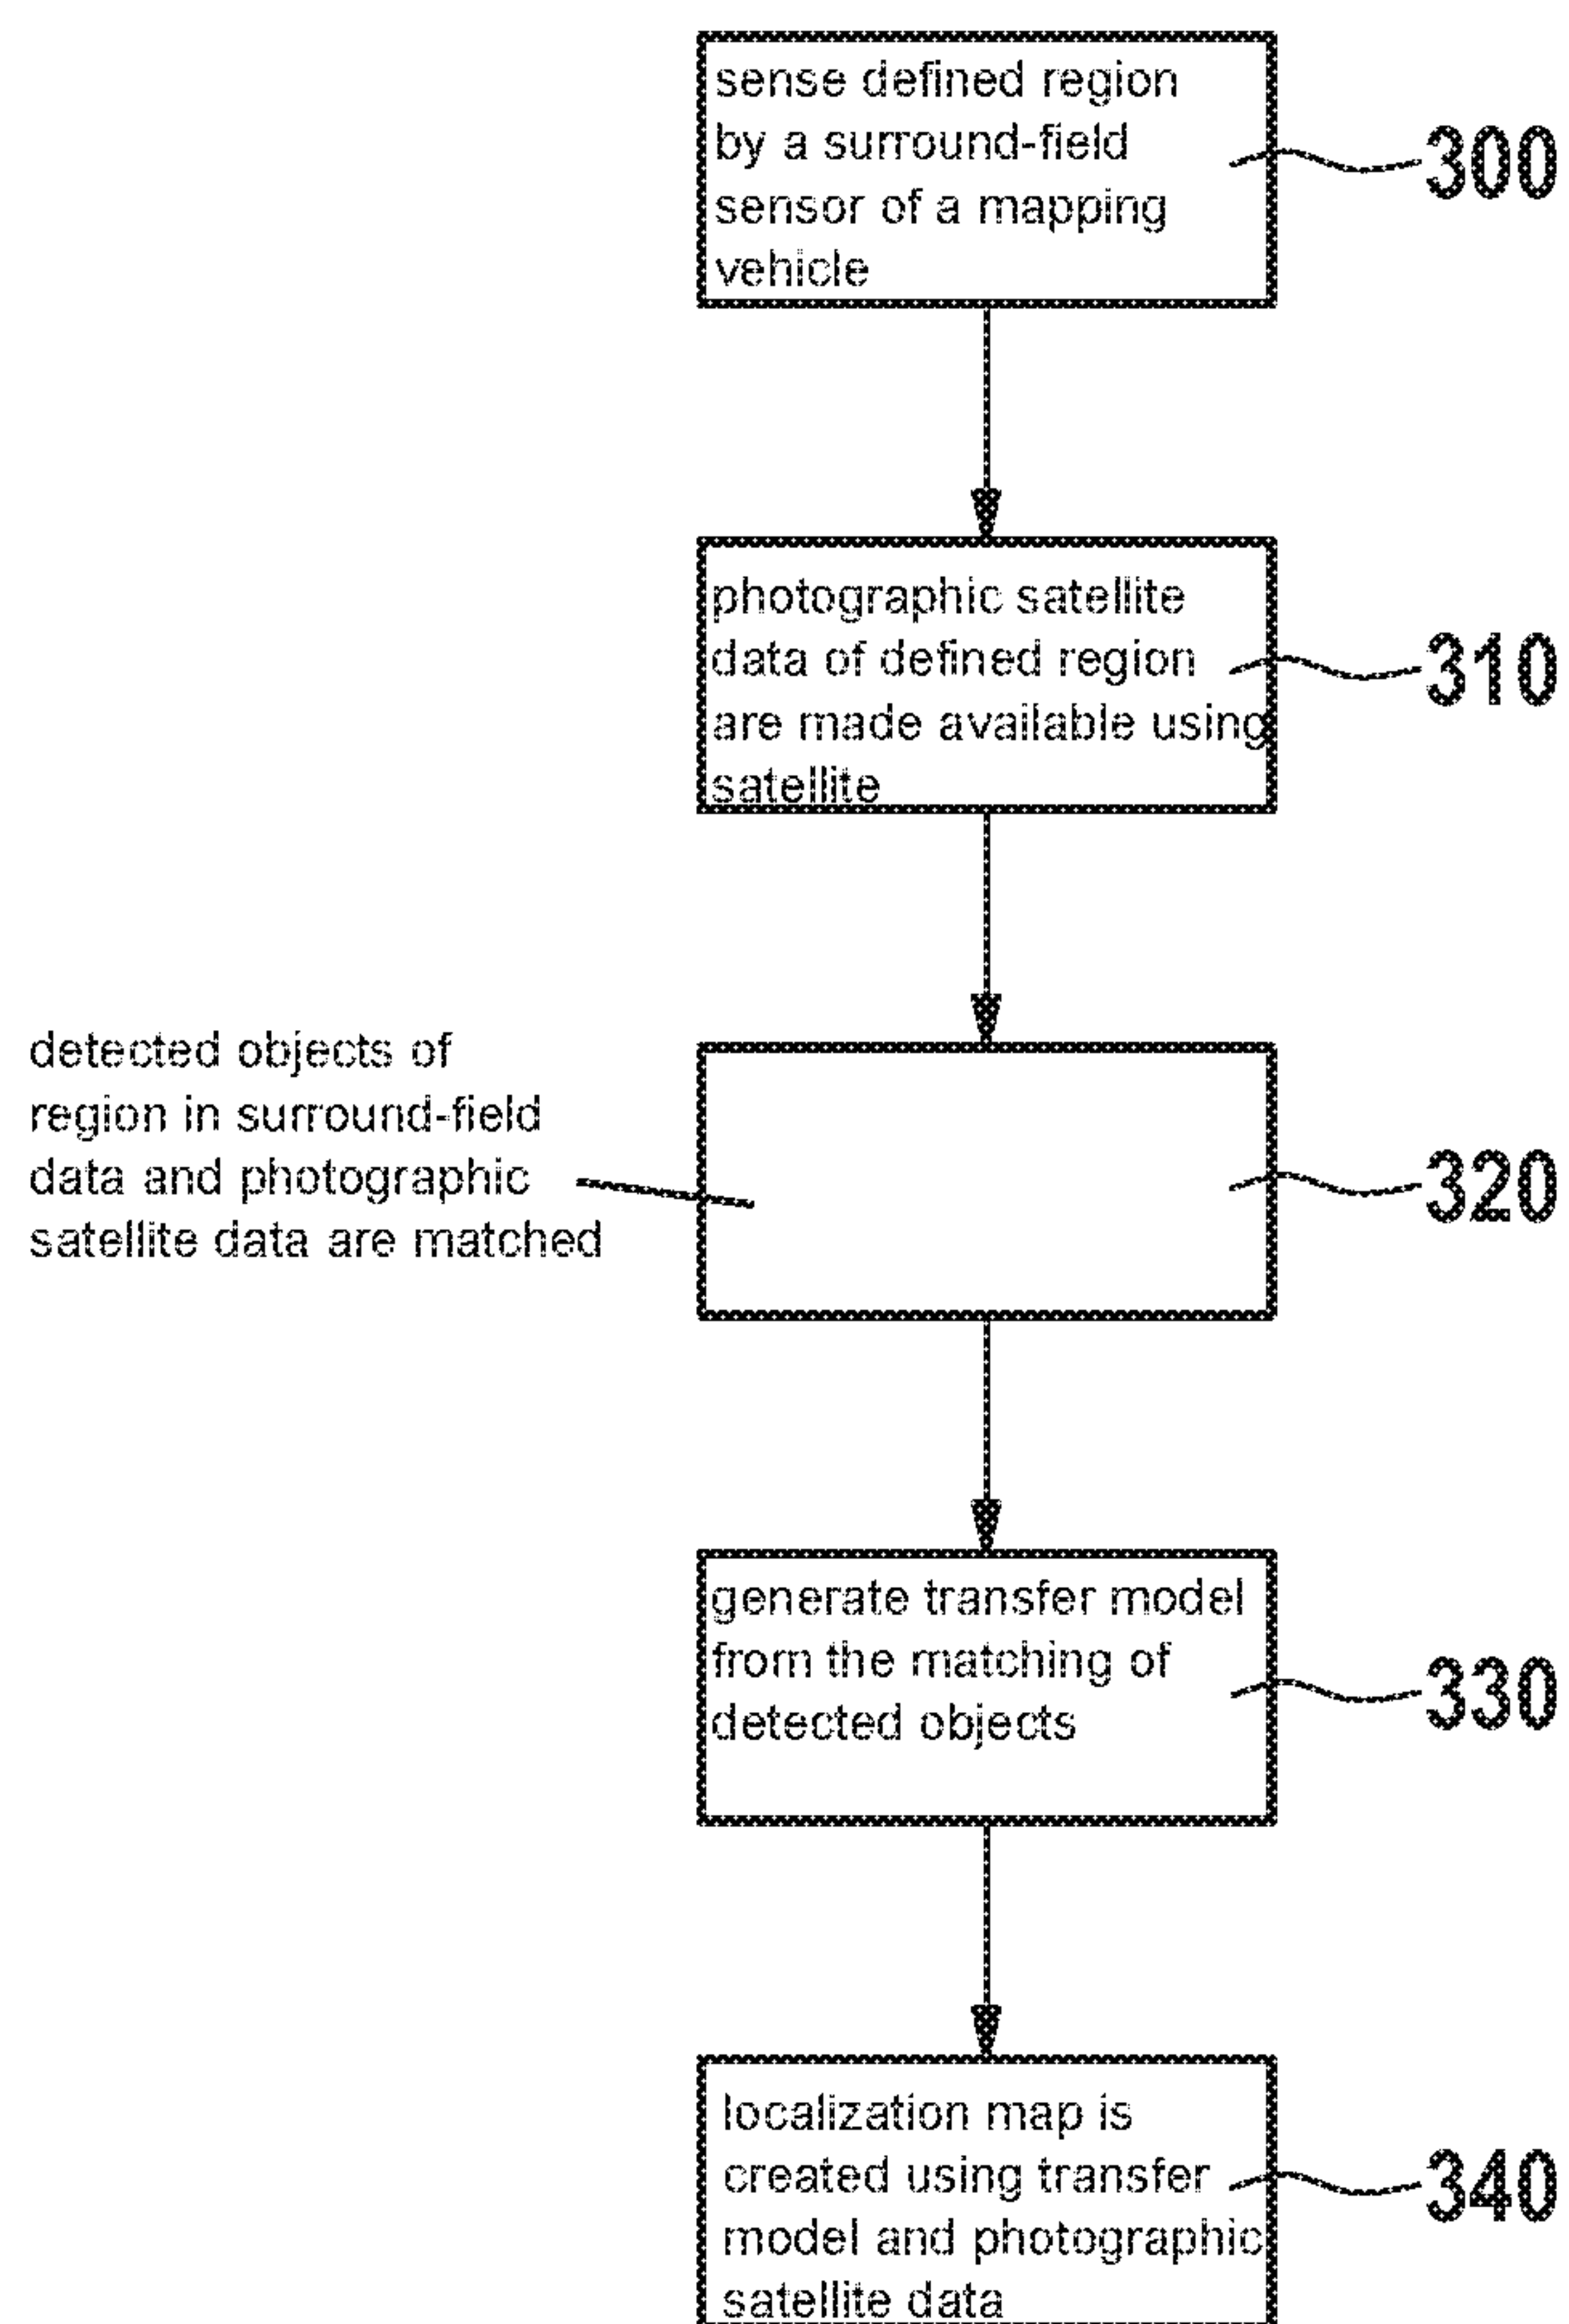 sense defined region
by a surround-field
sensor of a mapping
vehicle
300
photographic satellite
data of defined region
are made available using
satellite
310
detected objects of
region in surround-field
data and photographic
satellite data are matched
320
generate transfer model
from the matching of
detected objects
330
localization map is
created using transfer
model and photographic
satellite data
340